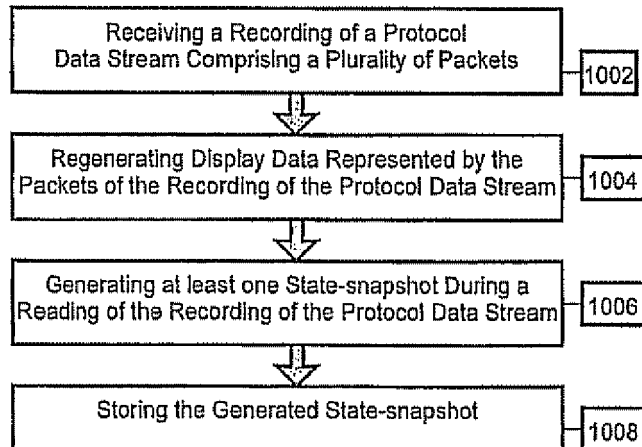 Receiving a Recording of a Protocol
Data Stream Comprising a Plurality of Packets
1002
Regenerating Display Data Represented by the
Packets of the Recording of the Protocol Data Stream
1004
Generating at least one State-snapshot During a
Reading of the Recording of the Protocol Data Stream
1006
Storing the Generated State-snapshot
1008